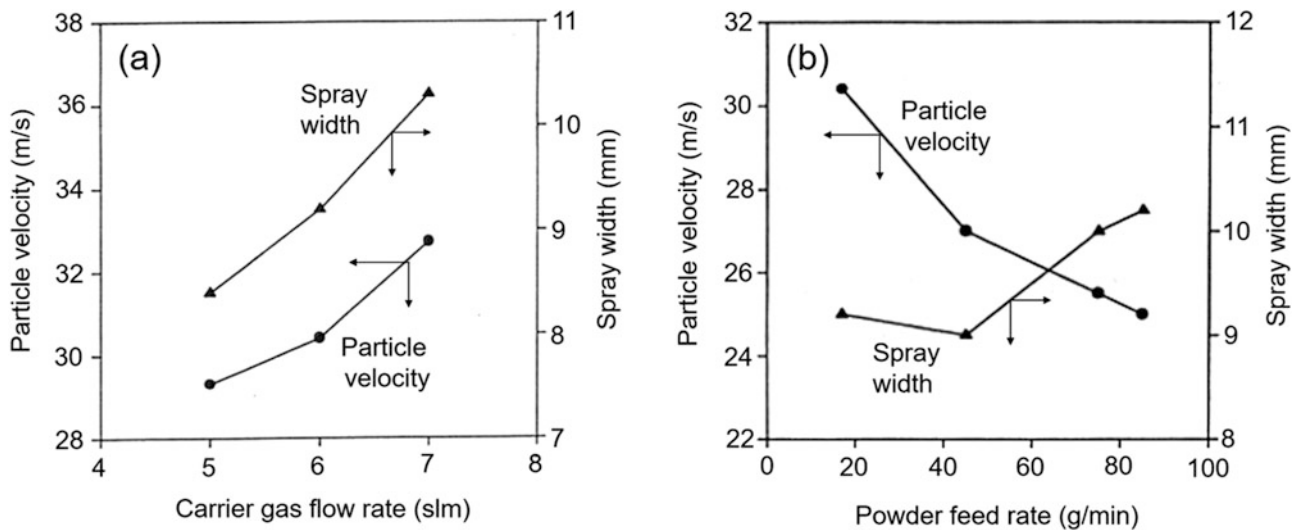 (a)
Particle velocity (m/s)
38
36
34
32
30
28
Spray
width
Particle
velocity
11
10
9
8
7
Spray width (mm)
4 5 6 7 8
Carrier gas flow rate (slm)
(b)
Particle velocity (m/s)
32
30
28
26
24
22
Particle
velocity
Spray
width
12
11
10
9
8
Spray width (mm)
0 20 40 60 80 100
Powder feed rate (g/min)